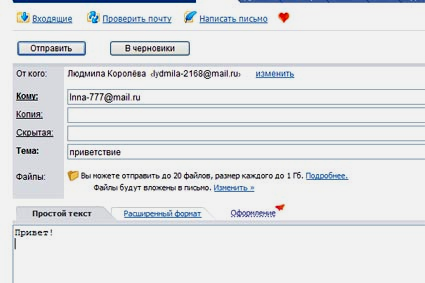 Входящие Проверить почту Написать письмо
Отправить В черновики
От кого: Людмила Королёва ‹lydmila-2168@mail.ru› изменить
Кому: Inna-777@mail.ru
Копия:
Скрытая:
Тема: приветствие
Файлы: Вы можете отправить до 20 файлов, размер каждого до 1 Гб. Подробнее.
Файлы будут вложены в письмо. Изменить »
Простой текст Расширенный формат Оформление
Привет!